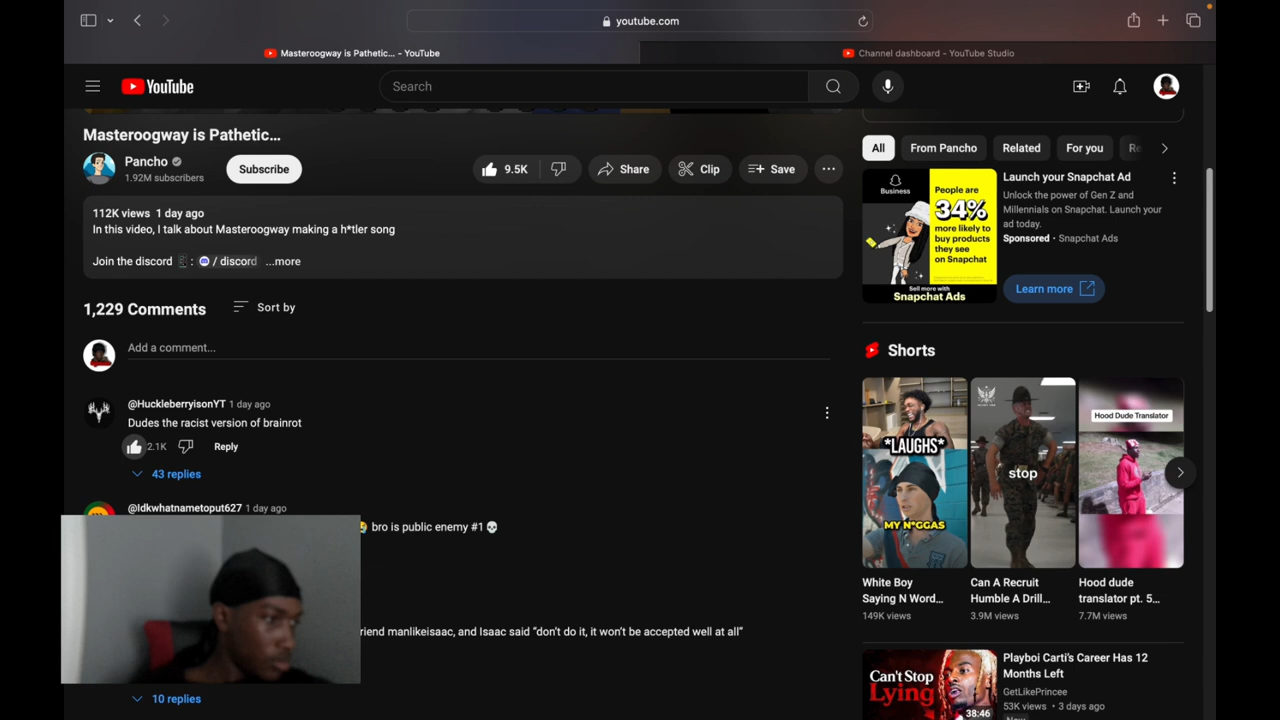 youtube.com
Masteroogway is Pathetic... - YouTube
Channel dashboard - YouTube Studio
YouTube
Search
Masteroogway is Pathetic...
Pancho
1.92M subscribers
Subscribe
9.5K
Share
Clip
Save
112K views 1 day ago
In this video, I talk about Masteroogway making a h*tler song
Join the discord : / discord ...more
1,229 Comments
Sort by
Add a comment...
@HuckleberryisonYT 1 day ago
Dudes the racist version of brainrot
2.1K
Reply
43 replies
@Idkwhatnametoput627 1 day ago
bro is public enemy #1 💀
riend manlikeisaac, and Isaac said “don't do it, it won't be accepted well at all”
10 replies
All
From Pancho
Related
For you
Re
Business
People are
34%
more likely to
buy products
they see
on Snapchat
Sell more with
Snapchat Ads
Launch your Snapchat Ad
Unlock the power of Gen Z and
Millennials on Snapchat. Launch your
ad today.
Sponsored · Snapchat Ads
Learn more
Shorts
*LAUGHS*
MY N*GGAS
stop
Hood Dude Translator
White Boy
Saying N Word...
149K views
Can A Recruit
Humble A Drill...
3.9M views
Hood dude
translator pt. 5...
7.7M views
Can't Stop
Lying
38:46
Playboi Carti's Career Has 12
Months Left
GetLikePrincee
53K views · 3 days ago